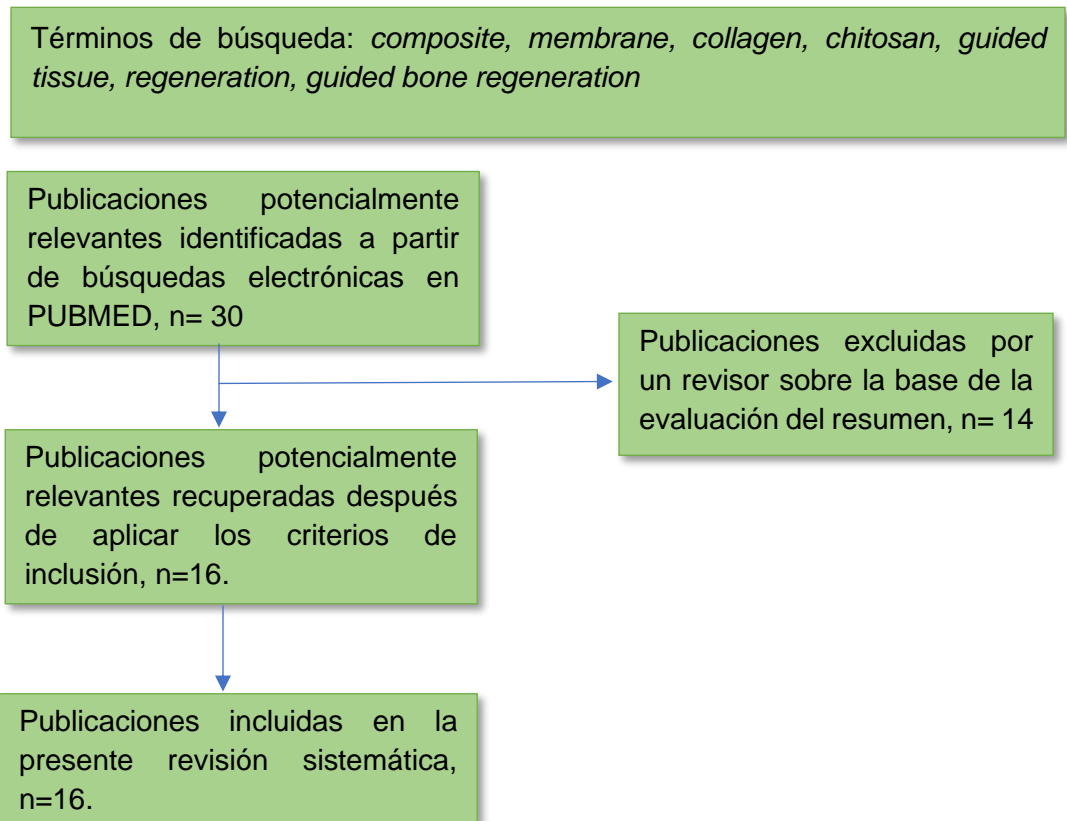 Términos de búsqueda: composite, membrane, collagen, chitosan, guided
tissue, regeneration, guided bone regeneration
Publicaciones potencialmente
relevantes identificadas a partir
de búsquedas electrónicas en
PUBMED, n= 30
Publicaciones excluidas por
un revisor sobre la base de la
evaluación del resumen, n= 14
Publicaciones potencialmente
relevantes recuperadas después
de aplicar los criterios de
inclusión, n=16.
Publicaciones incluidas en la
presente revisión sistemática,
n=16.